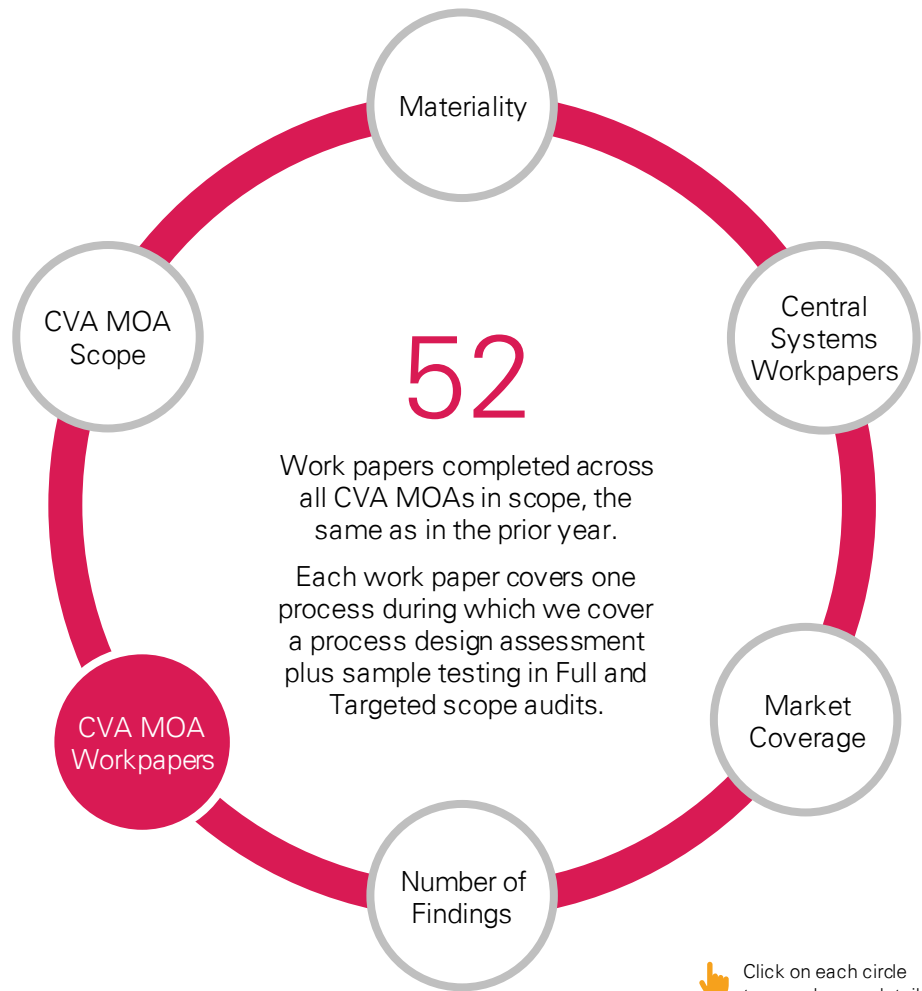 Materiality
Central
Systems
Workpapers
Market
Coverage
Number of
Findings
CVA MOA
Workpapers
CVA MOA
Scope
52
Work papers completed across
all CVA MOAs in scope, the
same as in the prior year.
Each work paper covers one
process during which we cover
a process design assessment
plus sample testing in Full and
Targeted scope audits.
Click on each circle